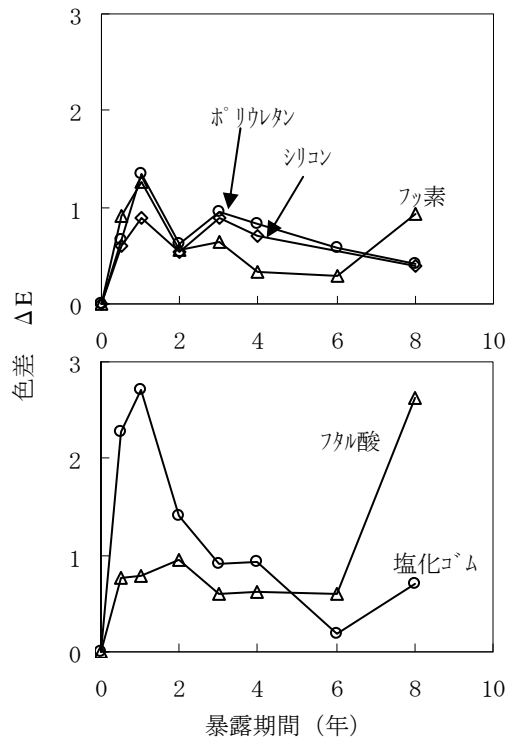 3
2
1
0
ﾎﾟﾘｳﾚﾀﾝ
ｼﾘｺﾝ
ﾌｯ素
0 2 4 6 8 10
色差 ΔE
3
2
1
0
ﾌﾀﾙ酸
塩化ｺﾞﾑ
0 2 4 6 8 10
暴露期間（年）